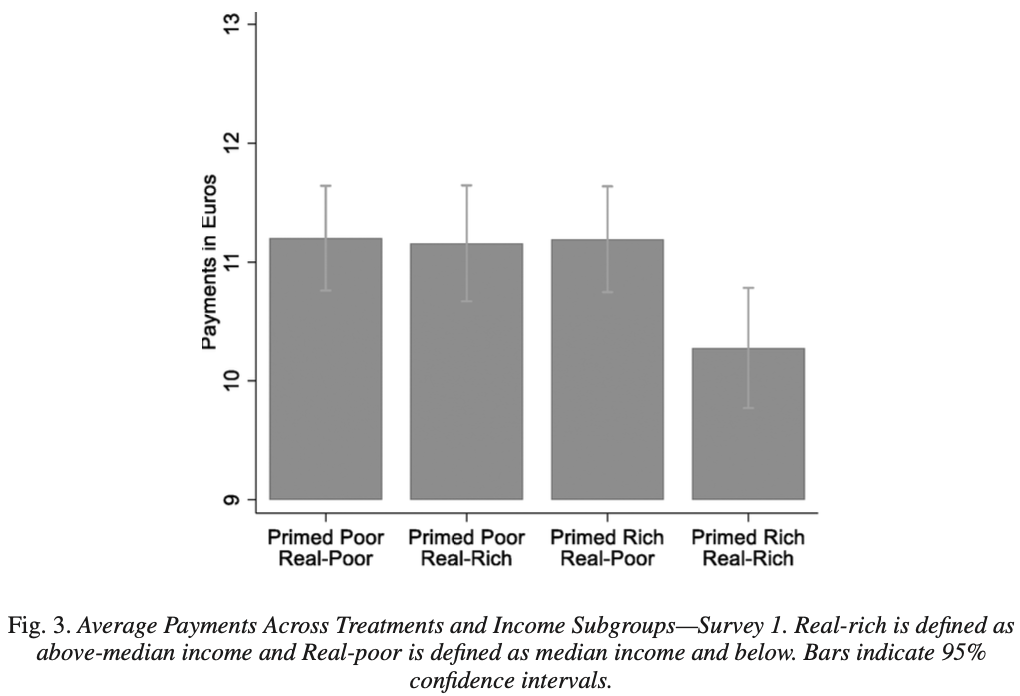 13
12
11
10
9
Payments in Euros
Primed Poor
Real-Poor
Primed Poor
Real-Rich
Primed Rich
Real-Poor
Primed Rich
Real-Rich
Fig. 3. Average Payments Across Treatments and Income Subgroups—Survey 1. Real-rich is defined as
above-median income and Real-poor is defined as median income and below. Bars indicate 95%
confidence intervals.